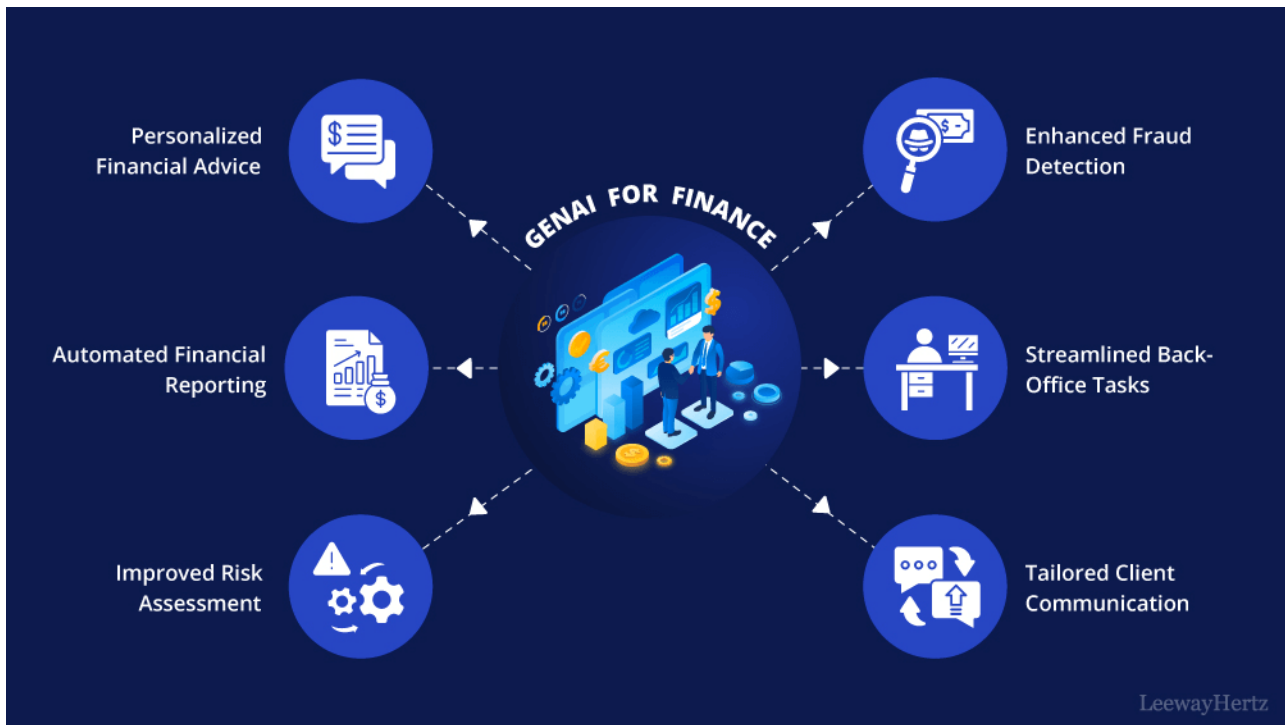 GENAI FOR FINANCE
Personalized
Financial Advice
Automated Financial
Reporting
Improved Risk
Assessment
Enhanced Fraud
Detection
Streamlined Back-
Office Tasks
Tailored Client
Communication
LeewayHertz